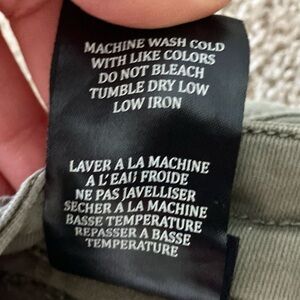 MACHINE WASH COLD
WITH LIKE COLORS
DO NOT BLEACH
TUMBLE DRY LOW
LOW IRON
LAVER A LA MACHINE
A L'EAU FROIDE
NE PAS JAVELLISER
SECHER A LA MACHINE
BASSE TEMPERATURE
REPASSER A BASSE
TEMPERATURE